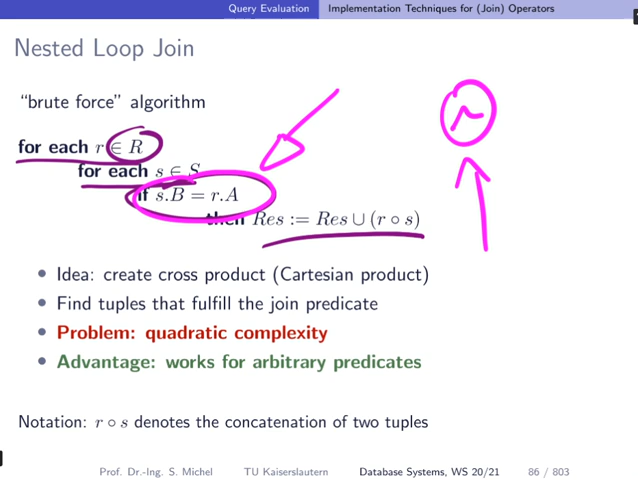 Query Evaluation Implementation Techniques for (Join) Operators
Nested Loop Join
“brute force” algorithm
for each r ∈ R
for each s ∈ S
if s.B = r.A
then Res := Res ∪ (r ∘ s)
• Idea: create cross product (Cartesian product)
• Find tuples that fulfill the join predicate
• Problem: quadratic complexity
• Advantage: works for arbitrary predicates
Notation: r ∘ s denotes the concatenation of two tuples
Prof. Dr.-Ing. S. Michel TU Kaiserslautern Database Systems, WS 20/21 86 / 803